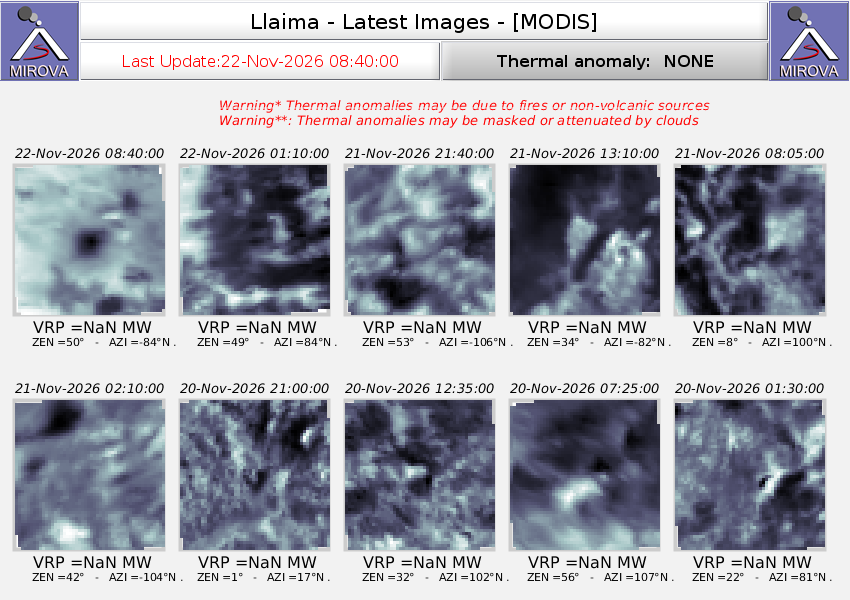 MIROVA
Llaima - Latest Images - [MODIS]
MIROVA
Last Update:22-Nov-2026 08:40:00
Thermal anomaly: NONE
Warning* Thermal anomalies may be due to fires or non-volcanic sources
Warning**: Thermal anomalies may be masked or attenuated by clouds
22-Nov-2026 08:40:00
22-Nov-2026 01:10:00
21-Nov-2026 21:40:00
21-Nov-2026 13:10:00
21-Nov-2026 08:05:00
VRP =NaN MW
VRP =NaN MW
VRP =NaN MW
VRP =NaN MW
VRP =NaN MW
ZEN =50° - AZI =-84°N .
ZEN =49° - AZI =84°N .
ZEN =53° - AZI =-106°N .
ZEN =34° - AZI =-82°N .
ZEN =8° - AZI =100°N .
21-Nov-2026 02:10:00
20-Nov-2026 21:00:00
20-Nov-2026 12:35:00
20-Nov-2026 07:25:00
20-Nov-2026 01:30:00
VRP =NaN MW
VRP =NaN MW
VRP =NaN MW
VRP =NaN MW
VRP =NaN MW
ZEN =42° - AZI =-104°N .
ZEN =1° - AZI =17°N .
ZEN =32° - AZI =102°N .
ZEN =56° - AZI =107°N .
ZEN =22° - AZI =81°N .